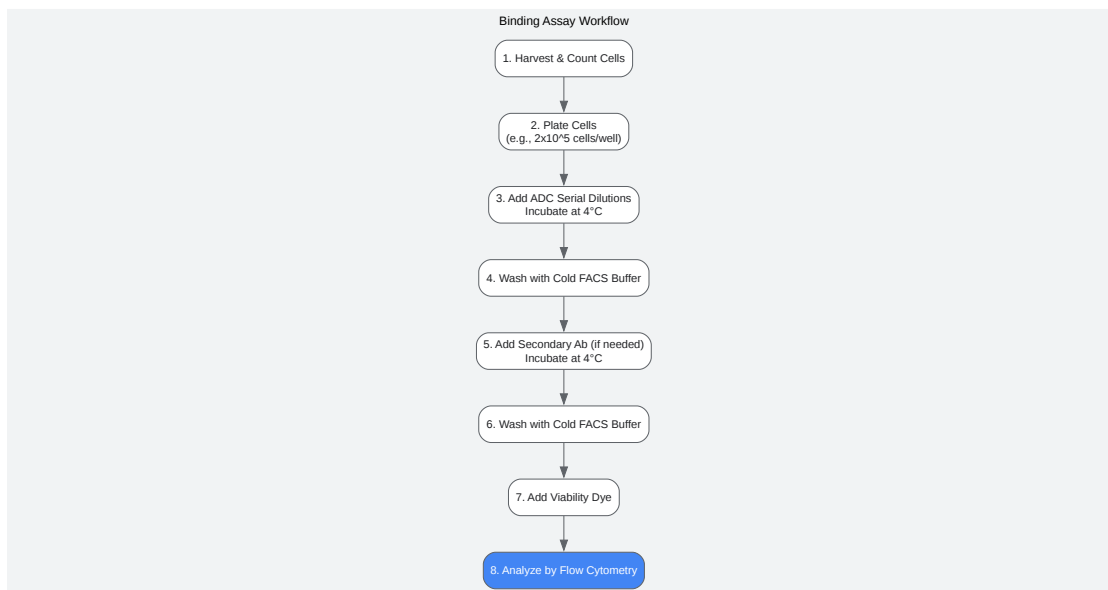 Binding Assay Workflow
1. Harvest & Count Cells
2. Plate Cells
(e.g., 2x10^5 cells/well)
3. Add ADC Serial Dilutions
Incubate at 4°C
4. Wash with Cold FACS Buffer
5. Add Secondary Ab (if needed)
Incubate at 4°C
6. Wash with Cold FACS Buffer
7. Add Viability Dye
8. Analyze by Flow Cytometry